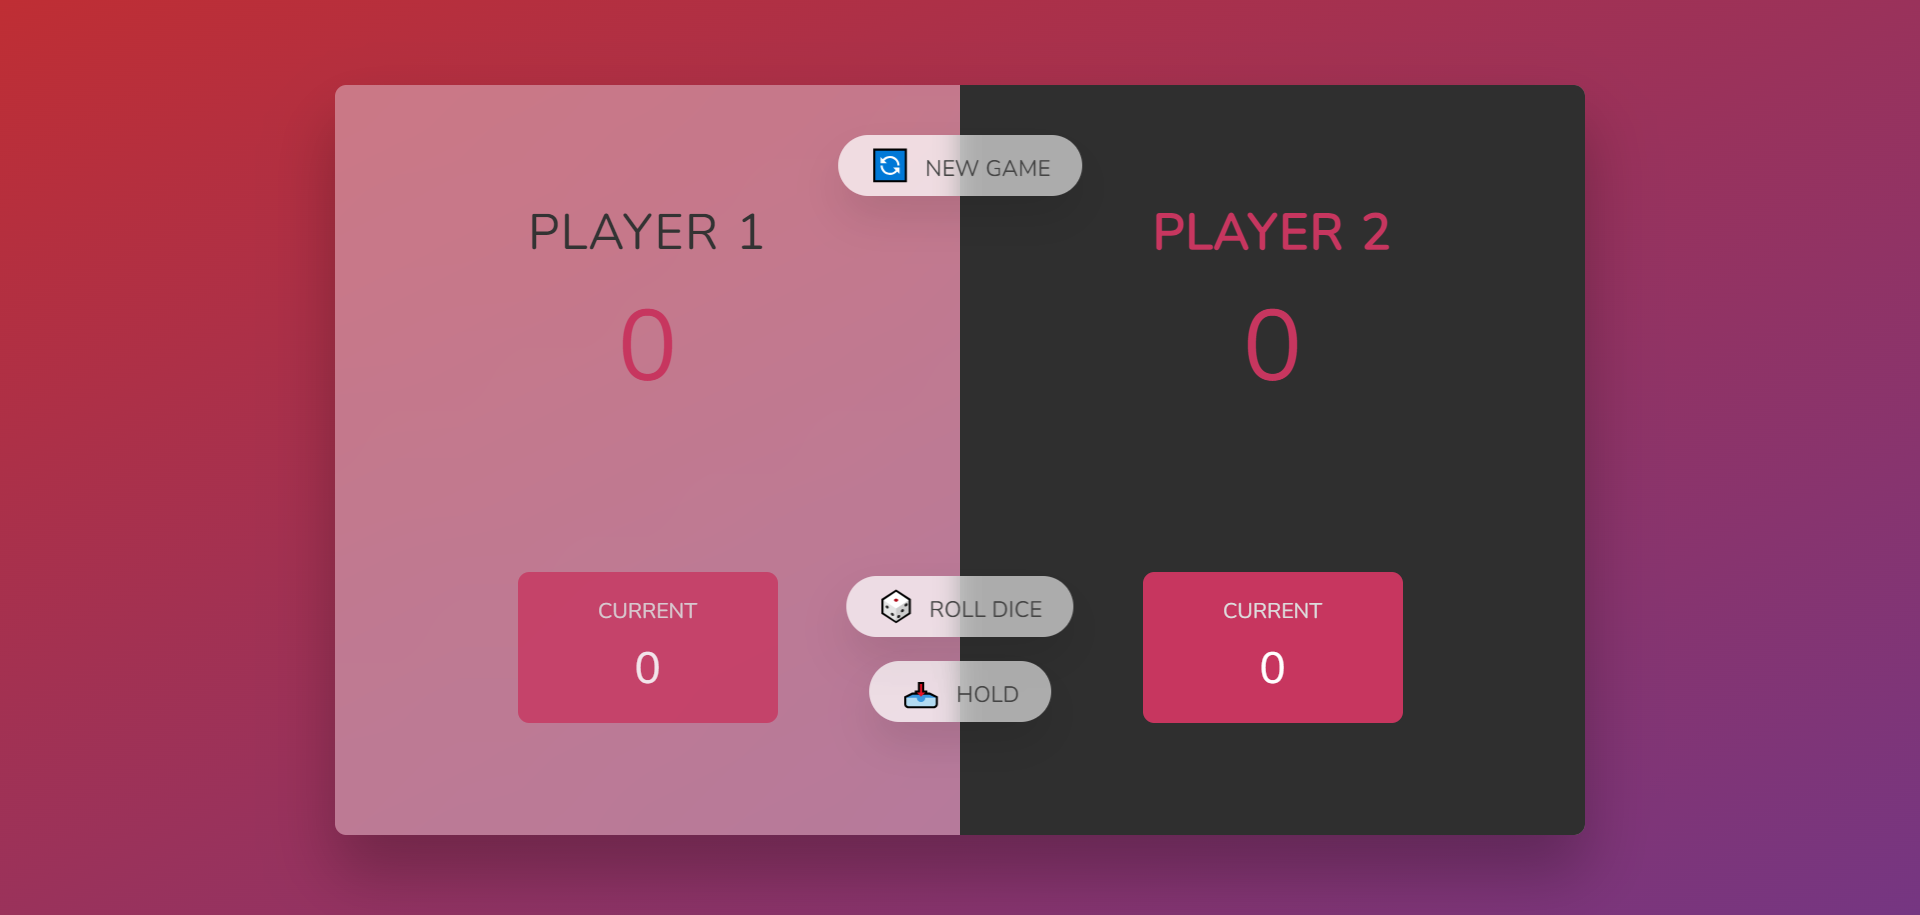 NEW GAME
PLAYER 1
0
CURRENT
0
PLAYER 2
0
CURRENT
0
ROLL DICE
HOLD